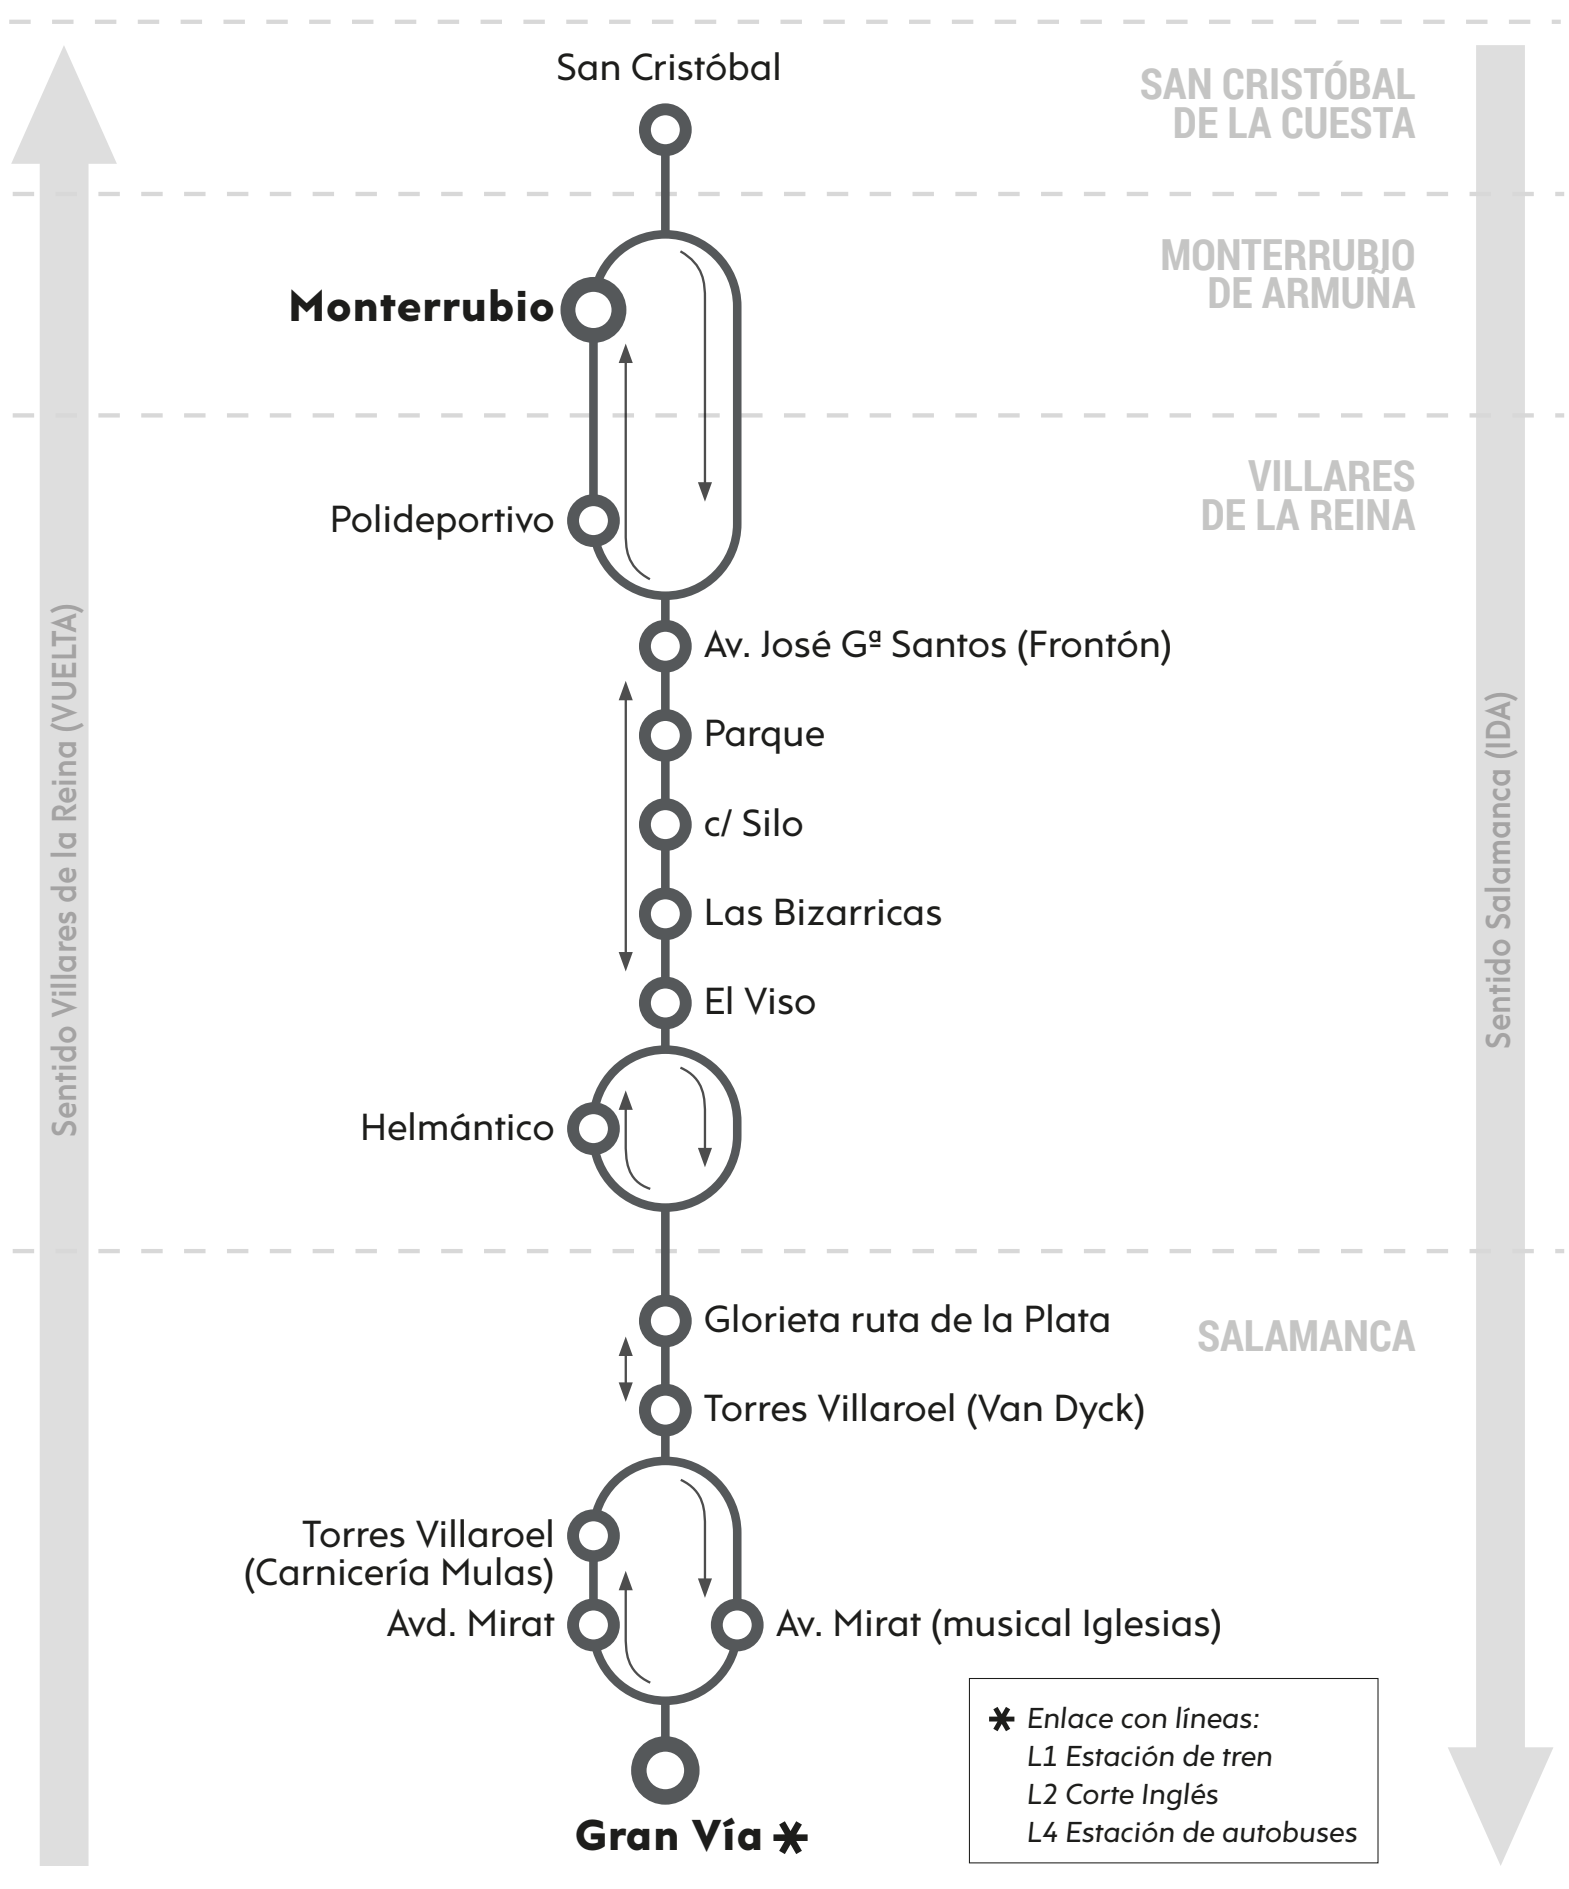 San Cristóbal
SAN CRISTÓBAL
DE LA CUESTA
MONTERRUBIO
DE ARMUÑA
Monterrubio
VILLARES
DE LA REINA
Polideportivo
Av. José Gª Santos (Frontón)
Parque
c/ Silo
Las Bizarricas
El Viso
Helmántico
Sentido Villares de la Reina (VUELTA)
Sentido Salamanca (IDA)
Glorieta ruta de la Plata
SALAMANCA
Torres Villaroel (Van Dyck)
Torres Villaroel
(Carnicería Mulas)
Avd. Mirat
Av. Mirat (musical Iglesias)
Gran Vía *
* Enlace con líneas:
L1 Estación de tren
L2 Corte Inglés
L4 Estación de autobuses